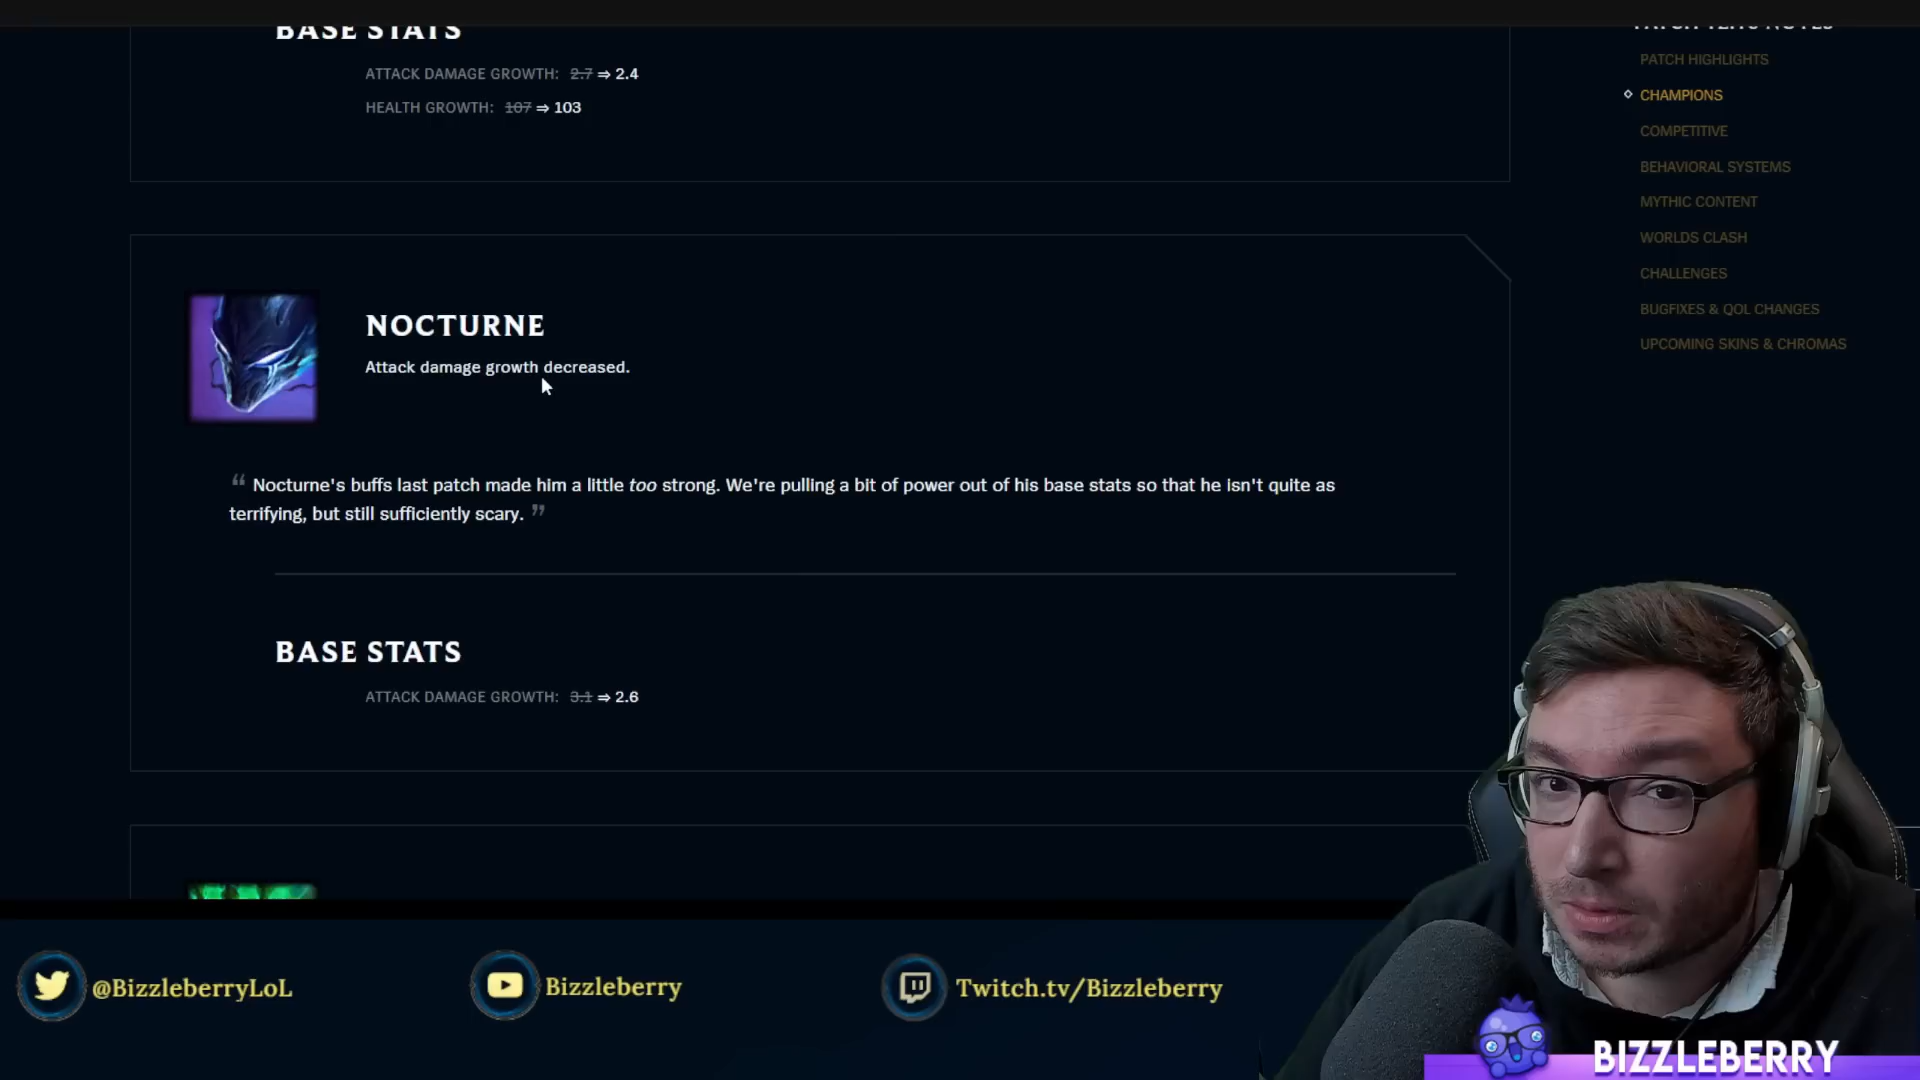 BASE STATS
ATTACK DAMAGE GROWTH: 2.7 ⇒ 2.4
HEALTH GROWTH: 107 ⇒ 103
NOCTURNE
Attack damage growth decreased.
“ Nocturne's buffs last patch made him a little too strong. We're pulling a bit of power out of his base stats so that he isn't quite as
terrifying, but still sufficiently scary. ”
BASE STATS
ATTACK DAMAGE GROWTH: 3.1 ⇒ 2.6
PATCH HIGHLIGHTS
CHAMPIONS
COMPETITIVE
BEHAVIORAL SYSTEMS
MYTHIC CONTENT
WORLDS CLASH
CHALLENGES
BUGFIXES & QOL CHANGES
UPCOMING SKINS & CHROMAS
@BizzleberryLoL
Bizzleberry
Twitch.tv/Bizzleberry
BIZZLEBERRY